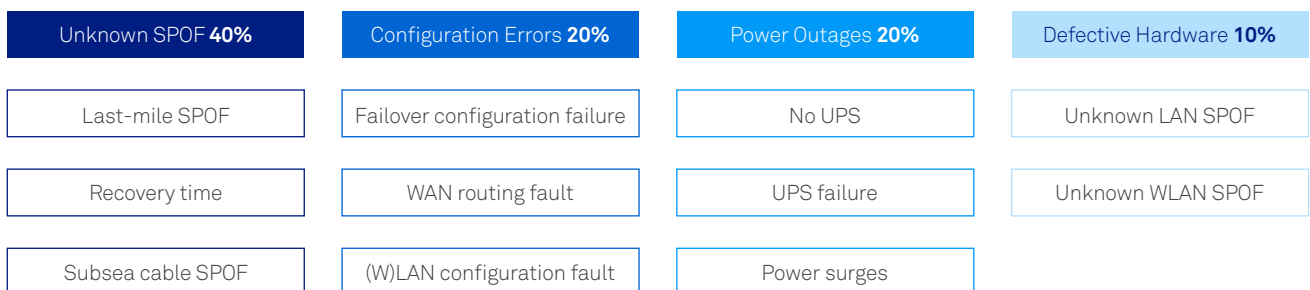 Unknown SPOF 40%
Configuration Errors 20%
Power Outages 20%
Defective Hardware 10%
Last-mile SPOF
Failover configuration failure
No UPS
Unknown LAN SPOF
Recovery time
WAN routing fault
UPS failure
Unknown WLAN SPOF
Subsea cable SPOF
(W)LAN configuration fault
Power surges